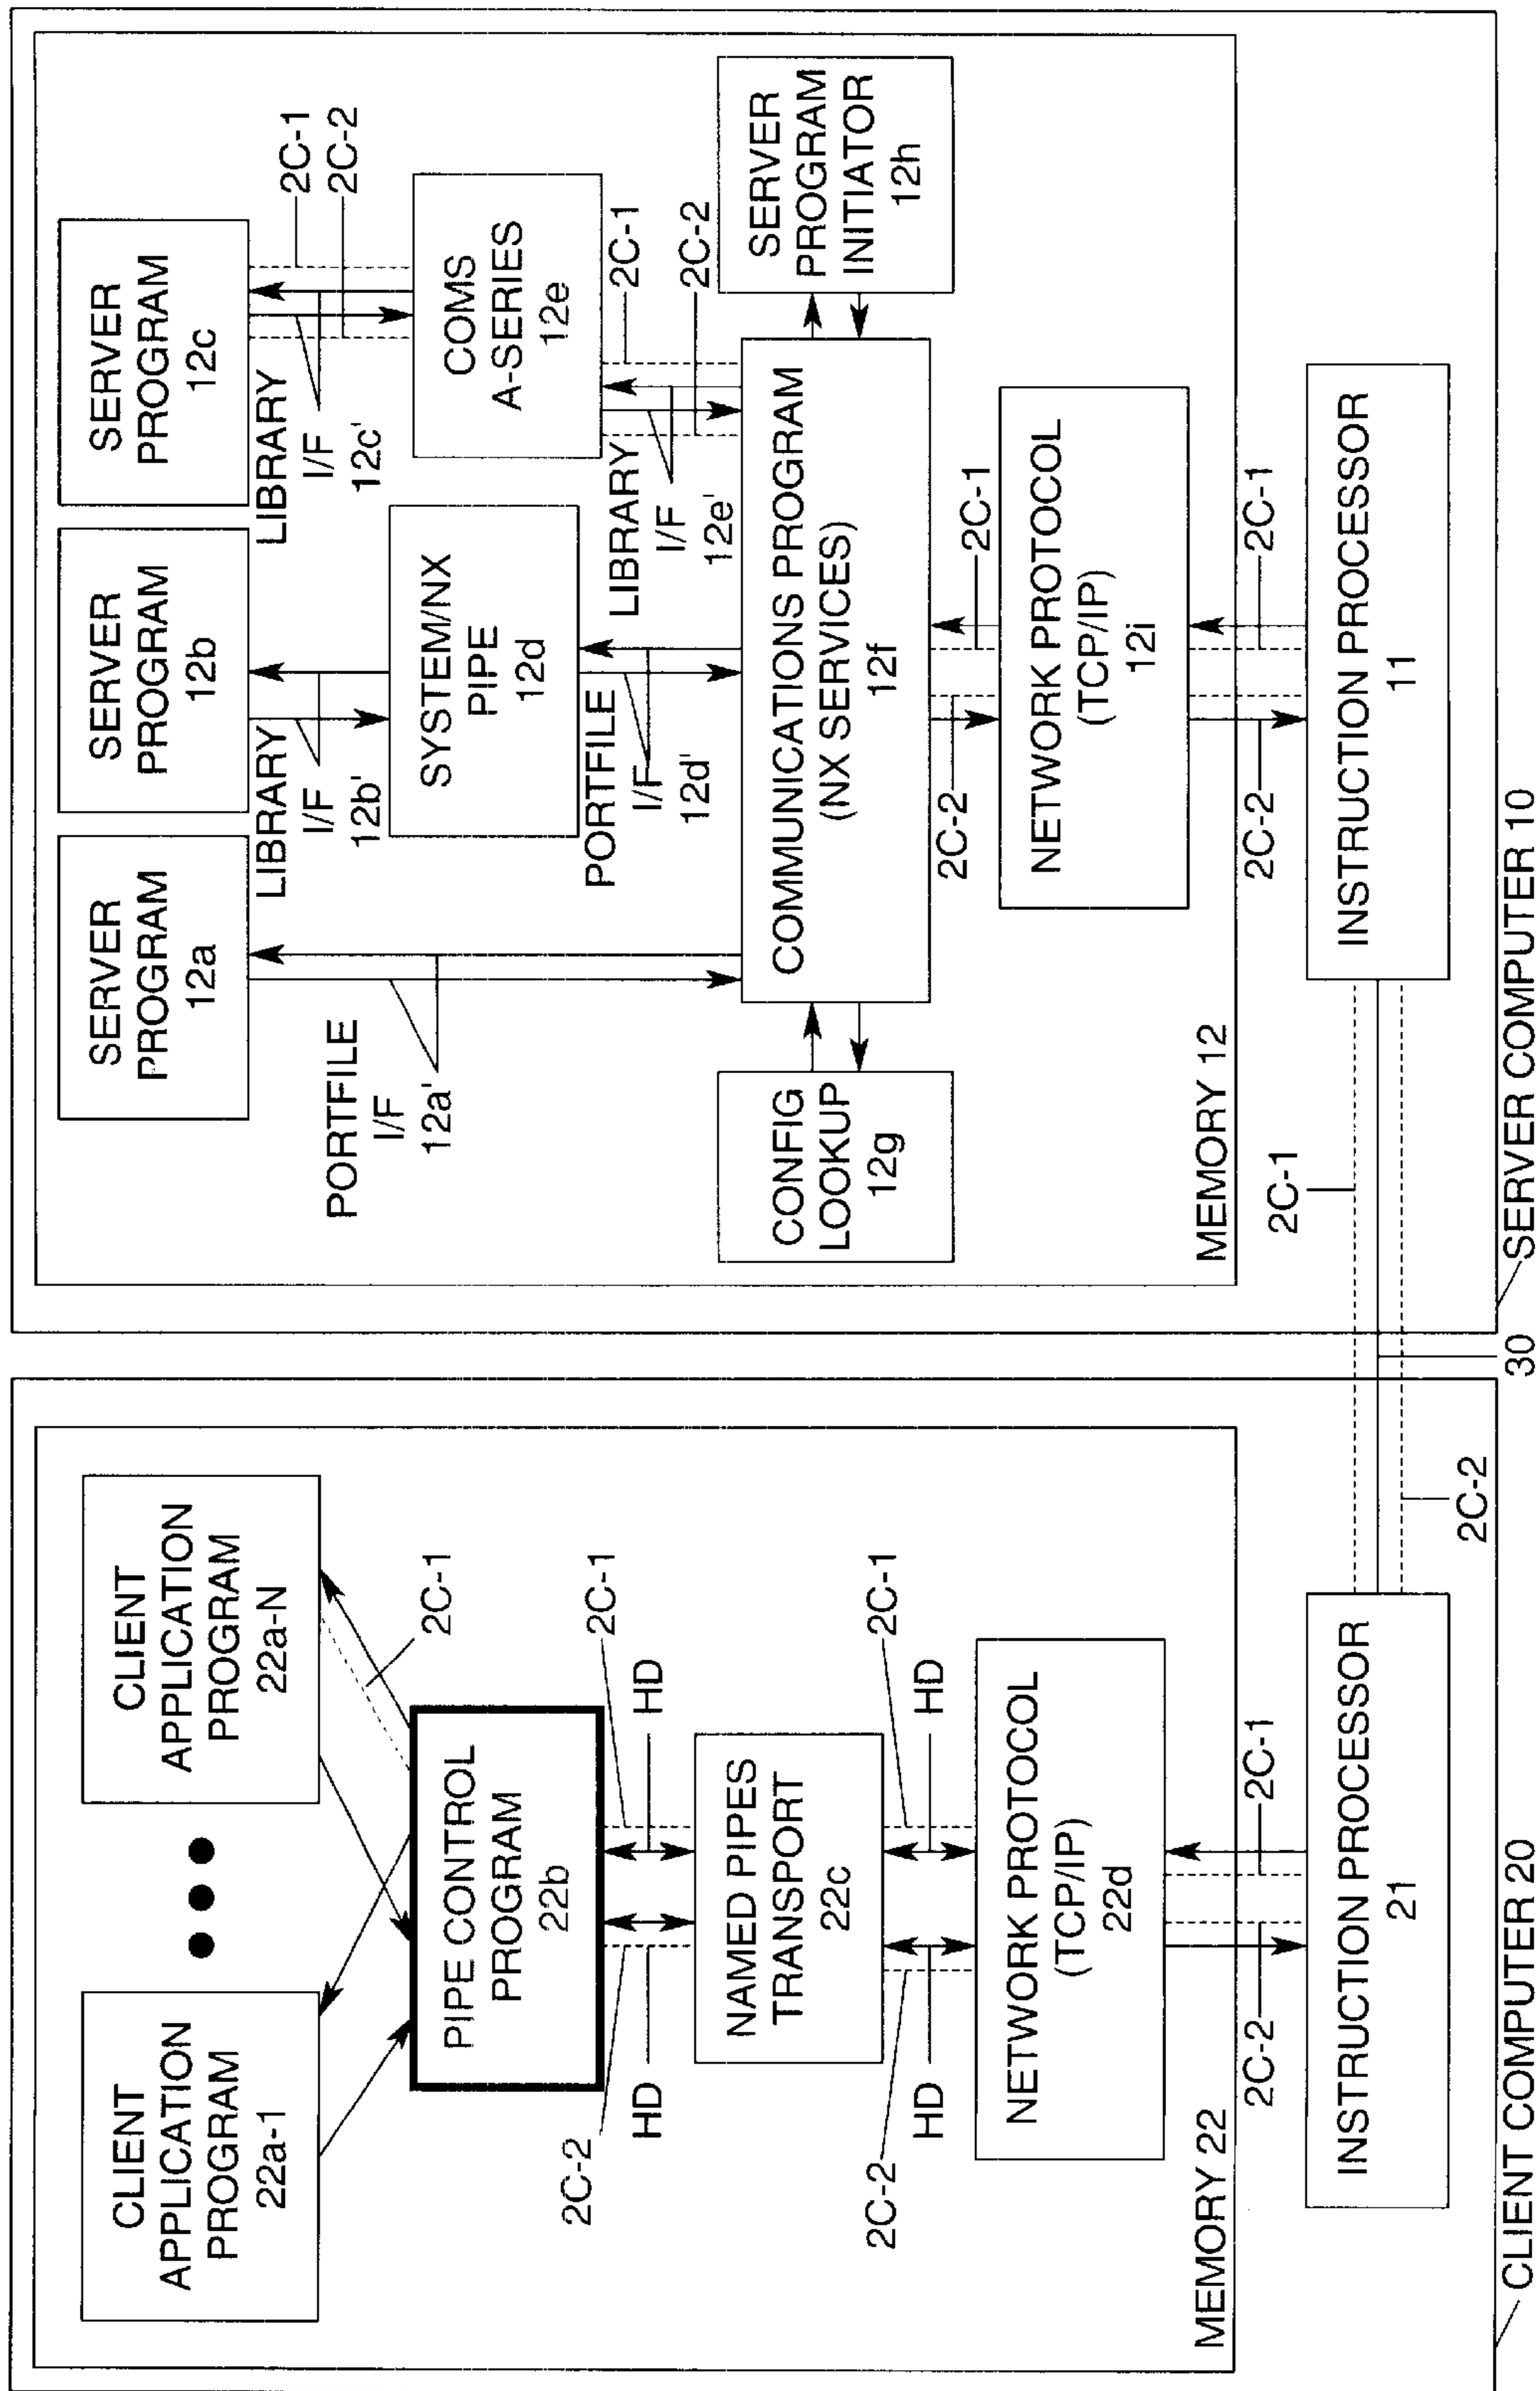 CLIENT
APPLICATION
PROGRAM
22a-1
CLIENT
APPLICATION
PROGRAM
22a-N
2C-1
PIPE CONTROL
PROGRAM
22b
2C-2
HD
2C-1
HD
NAMED PIPES
TRANSPORT
22c
2C-2
HD
2C-1
HD
NETWORK PROTOCOL
(TCP/IP)
22d
MEMORY 22
2C-2
2C-1
INSTRUCTION PROCESSOR
21
CLIENT COMPUTER 20
2C-2
30
2C-1
SERVER
PROGRAM
12a
SERVER
PROGRAM
12b
SERVER
PROGRAM
12c
PORTFILE
I/F
12a'
LIBRARY
I/F
12b'
LIBRARY
I/F
12c'
2C-1
2C-2
SYSTEM/NX
PIPE
12d
COMS
A-SERIES
12e
PORTFILE
I/F
12d'
LIBRARY
I/F
12e'
2C-1
2C-2
CONFIG
LOOKUP
12g
COMMUNICATIONS PROGRAM
(NX SERVICES)
12f
SERVER
PROGRAM
INITIATOR
12h
2C-2
2C-1
NETWORK PROTOCOL
(TCP/IP)
12i
MEMORY 12
2C-2
2C-1
INSTRUCTION PROCESSOR
11
SERVER COMPUTER 10